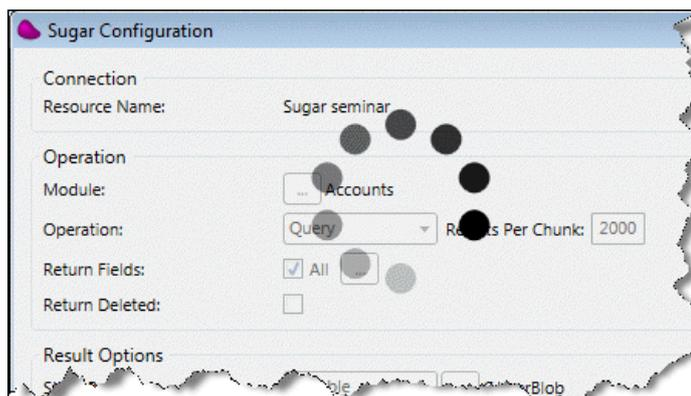 Sugar Configuration
Connection
Resource Name: Sugar seminar
Operation
Module: ... Accounts
Operation: Query Results Per Chunk: 2000
Return Fields: All ...
Return Deleted:
Result Options